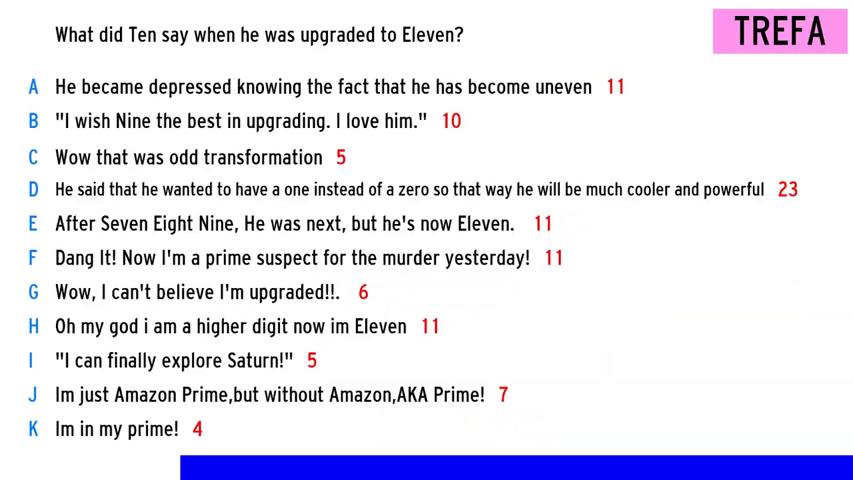 What did Ten say when he was upgraded to Eleven?
TREFA
A He became depressed knowing the fact that he has become uneven 11
B "I wish Nine the best in upgrading. I love him." 10
C Wow that was odd transformation 5
D He said that he wanted to have a one instead of a zero so that way he will be much cooler and powerful 23
E After Seven Eight Nine, He was next, but he's now Eleven. 11
F Dang It! Now I'm a prime suspect for the murder yesterday! 11
G Wow, I can't believe I'm upgraded!!. 6
H Oh my god i am a higher digit now im Eleven 11
I "I can finally explore Saturn!" 5
J Im just Amazon Prime,but without Amazon,AKA Prime! 7
K Im in my prime! 4